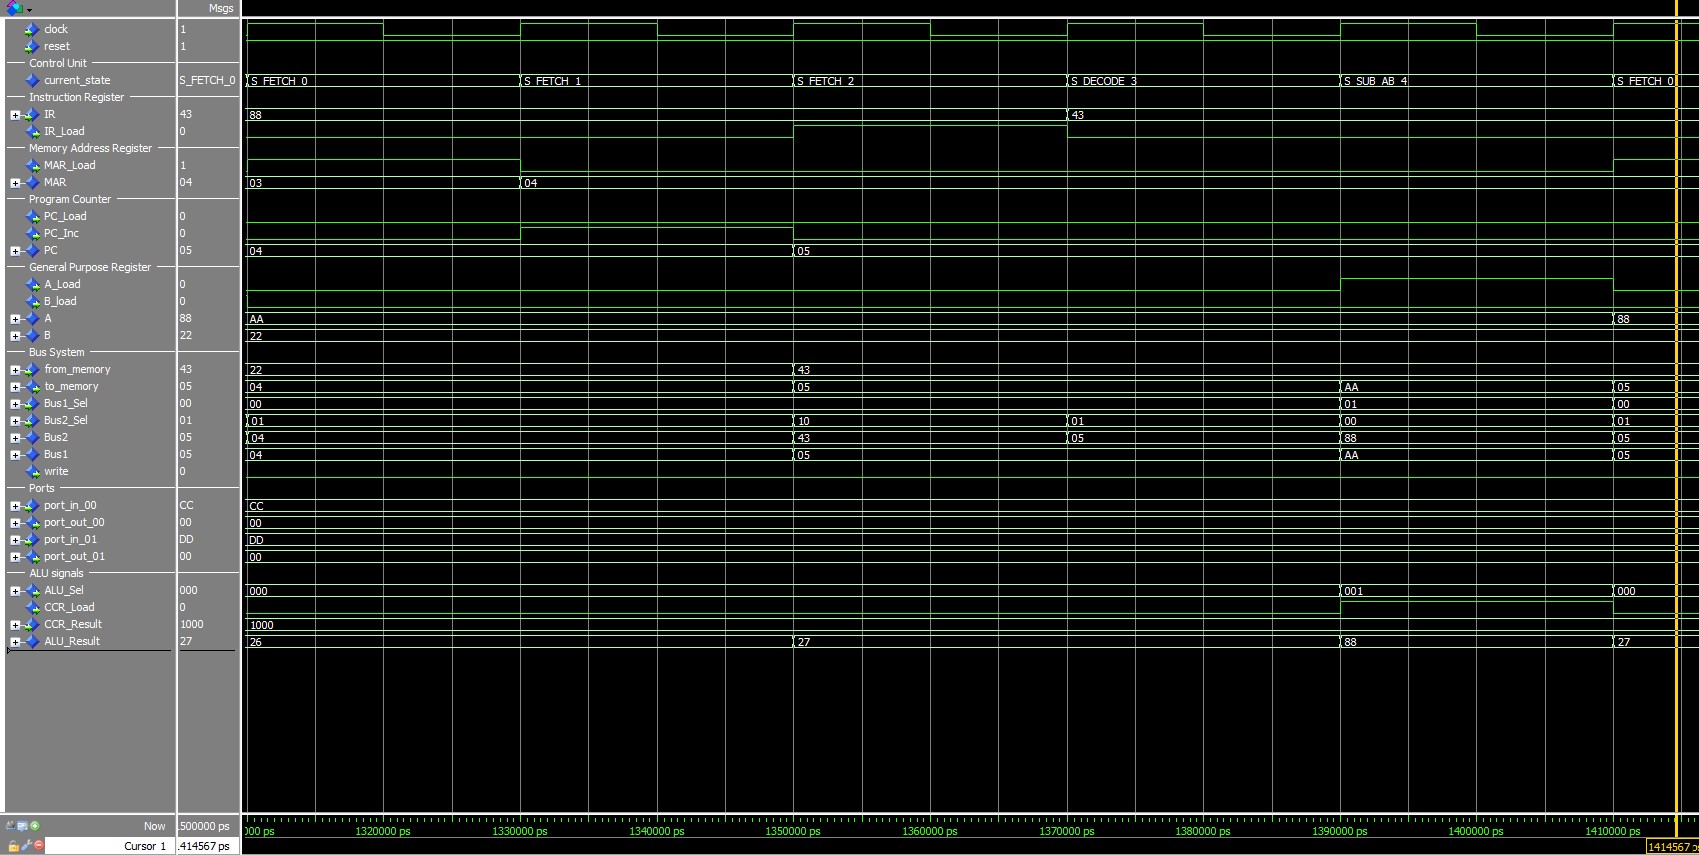 Msgs
clock 1
reset 1
Control Unit
current_state S_FETCH_0 S_FETCH_0 S_FETCH_1 S_FETCH_2 S_DECODE_3 S_SUB_AB_4 S_FETCH_0
Instruction Register
IR 43 88 43
IR_Load 0
Memory Address Register
MAR_Load 1
MAR 04 03 04
Program Counter
PC_Load 0
PC_Inc 0
PC 05 04 05
General Purpose Register
A_Load 0
B_load 0
A 88 AA 88
B 22 22
Bus System
from_memory 43 22 43
to_memory 05 04 05 AA 05
Bus1_Sel 00 00 01 00
Bus2_Sel 01 01 10 01 00 01
Bus2 05 04 43 05 88 05
Bus1 05 04 05 AA 05
write 0
Ports
port_in_00 CC CC
port_out_00 00 00
port_in_01 DD DD
port_out_01 00 00
ALU signals
ALU_Sel 000 000 001 000
CCR_Load 0
CCR_Result 1000 1000
ALU_Result 27 26 27 88 27
Now .500000 ps 000 ps 1320000 ps 1330000 ps 1340000 ps 1350000 ps 1360000 ps 1370000 ps 1380000 ps 1390000 ps 1400000 ps 1410000 ps
Cursor 1 .414567 ps 1414567 ps